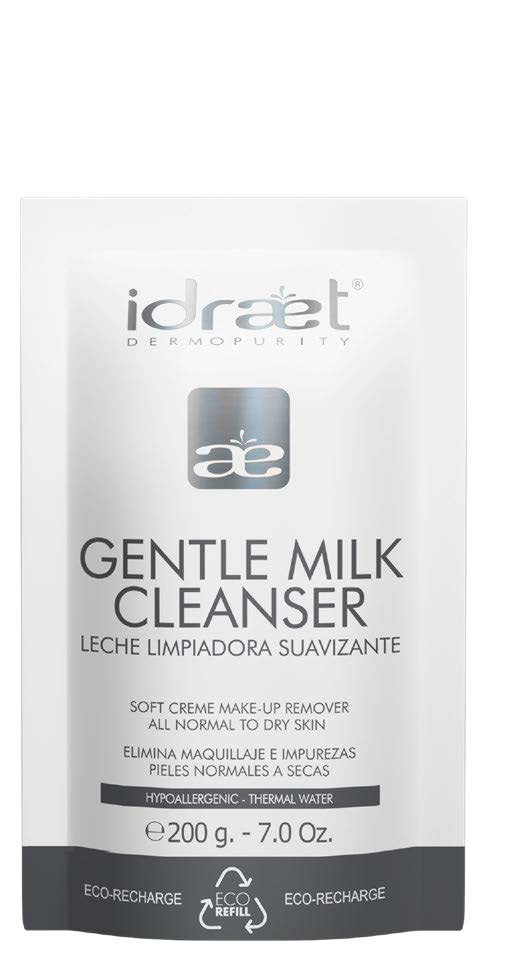 idraet®
DERMOPURITY
ae
GENTLE MILK
CLEANSER
LECHE LIMPIADORA SUAVIZANTE
SOFT CREME MAKE-UP REMOVER
ALL NORMAL TO DRY SKIN
ELIMINA MAQUILLAJE E IMPUREZAS
PIELES NORMALES A SECAS
HYPOALLERGENIC - THERMAL WATER
℮200 g. - 7.0 Oz.
ECO-RECHARGE
ECO
REFILL
ECO-RECHARGE